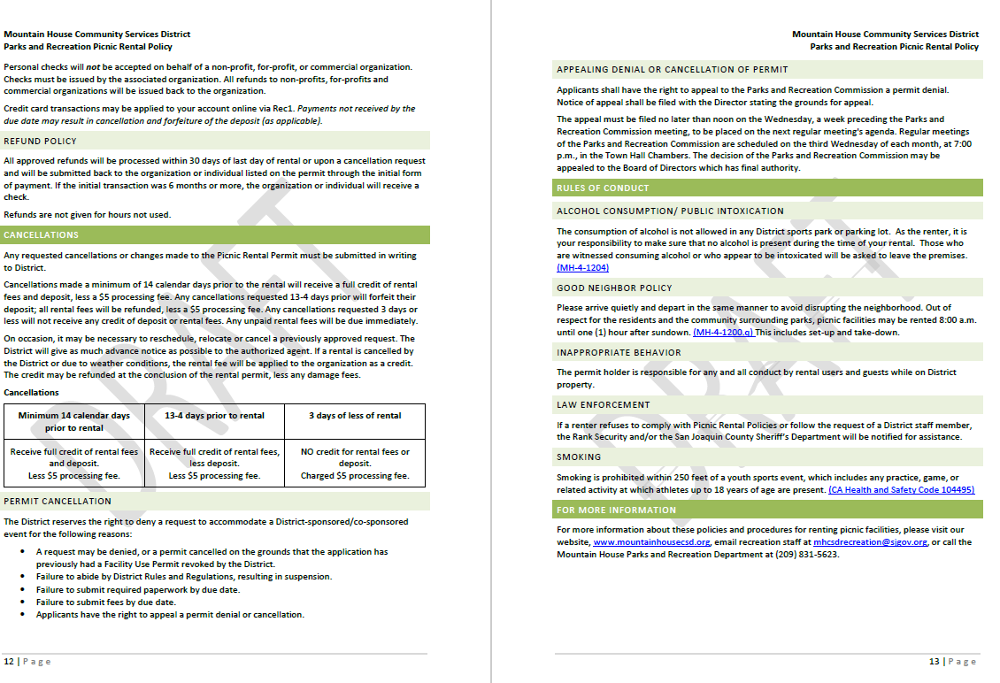 Mountain House Community Services District
Parks and Recreation Picnic Rental Policy
Personal checks will not be accepted on behalf of a non-profit, for-profit, or commercial organization.
Checks must be issued by the associated organization. All refunds to non-profits, for-profits and
commercial organizations will be issued back to the organization.
Credit card transactions may be applied to your account online via Rec1. Payments not received by the
due date may result in cancellation and forfeiture of the deposit (as applicable).
REFUND POLICY
All approved refunds will be processed within 30 days of last day of rental or upon a cancellation request
and will be submitted back to the organization or individual listed on the permit through the initial form
of payment. If the initial transaction was 6 months or more, the organization or individual will receive a
check.
Refunds are not given for hours not used.
CANCELLATIONS
Any requested cancellations or changes made to the Picnic Rental Permit must be submitted in writing
to District.
Cancellations made a minimum of 14 calendar days prior to the rental will receive a full credit of rental
fees and deposit, less a $5 processing fee. Any cancellations requested 13-4 days prior will forfeit their
deposit; all rental fees will be refunded, less a $5 processing fee. Any cancellations requested 3 days or
less will not receive any credit of deposit or rental fees. Any unpaid rental fees will be due immediately.
On occasion, it may be necessary to reschedule, relocate or cancel a previously approved request. The
District will give as much advance notice as possible to the authorized agent. If a rental is cancelled by
the District or due to weather conditions, the rental fee will be applied to the organization as a credit.
The credit may be refunded at the conclusion of the rental permit, less any damage fees.
Cancellations
Minimum 14 calendar days
prior to rental
13-4 days prior to rental
3 days of less of rental
Receive full credit of rental fees
and deposit.
Less $5 processing fee.
Receive full credit of rental fees,
less deposit.
Less $5 processing fee.
NO credit for rental fees or
deposit.
Charged $5 processing fee.
PERMIT CANCELLATION
The District reserves the right to deny a request to accommodate a District-sponsored/co-sponsored
event for the following reasons:
• A request may be denied, or a permit cancelled on the grounds that the application has
previously had a Facility Use Permit revoked by the District.
• Failure to abide by District Rules and Regulations, resulting in suspension.
• Failure to submit required paperwork by due date.
• Failure to submit fees by due date.
• Applicants have the right to appeal a permit denial or cancellation.
12 | Page
DRAFT
Mountain House Community Services District
Parks and Recreation Picnic Rental Policy
APPEALING DENIAL OR CANCELLATION OF PERMIT
Applicants shall have the right to appeal to the Parks and Recreation Commission a permit denial.
Notice of appeal shall be filed with the Director stating the grounds for appeal.
The appeal must be filed no later than noon on the Wednesday, a week preceding the Parks and
Recreation Commission meeting, to be placed on the next regular meeting's agenda. Regular meetings
of the Parks and Recreation Commission are scheduled on the third Wednesday of each month, at 7:00
p.m., in the Town Hall Chambers. The decision of the Parks and Recreation Commission may be
appealed to the Board of Directors which has final authority.
RULES OF CONDUCT
ALCOHOL CONSUMPTION/ PUBLIC INTOXICATION
The consumption of alcohol is not allowed in any District sports park or parking lot. As the renter, it is
your responsibility to make sure that no alcohol is present during the time of your rental. Those who
are witnessed consuming alcohol or who appear to be intoxicated will be asked to leave the premises.
(MH-4-1204)
GOOD NEIGHBOR POLICY
Please arrive quietly and depart in the same manner to avoid disrupting the neighborhood. Out of
respect for the residents and the community surrounding parks, picnic facilities may be rented 8:00 a.m.
until one (1) hour after sundown. (MH-4-1200.q) This includes set-up and take-down.
INAPPROPRIATE BEHAVIOR
The permit holder is responsible for any and all conduct by rental users and guests while on District
property.
LAW ENFORCEMENT
If a renter refuses to comply with Picnic Rental Policies or follow the request of a District staff member,
the Rank Security and/or the San Joaquin County Sheriff's Department will be notified for assistance.
SMOKING
Smoking is prohibited within 250 feet of a youth sports event, which includes any practice, game, or
related activity at which athletes up to 18 years of age are present. (CA Health and Safety Code 104495)
FOR MORE INFORMATION
For more information about these policies and procedures for renting picnic facilities, please visit our
website, www.mountainhousecsd.org, email recreation staff at mhcsdrecreation@sjgov.org, or call the
Mountain House Parks and Recreation Department at (209) 831-5623.
13 | Page
DRAFT